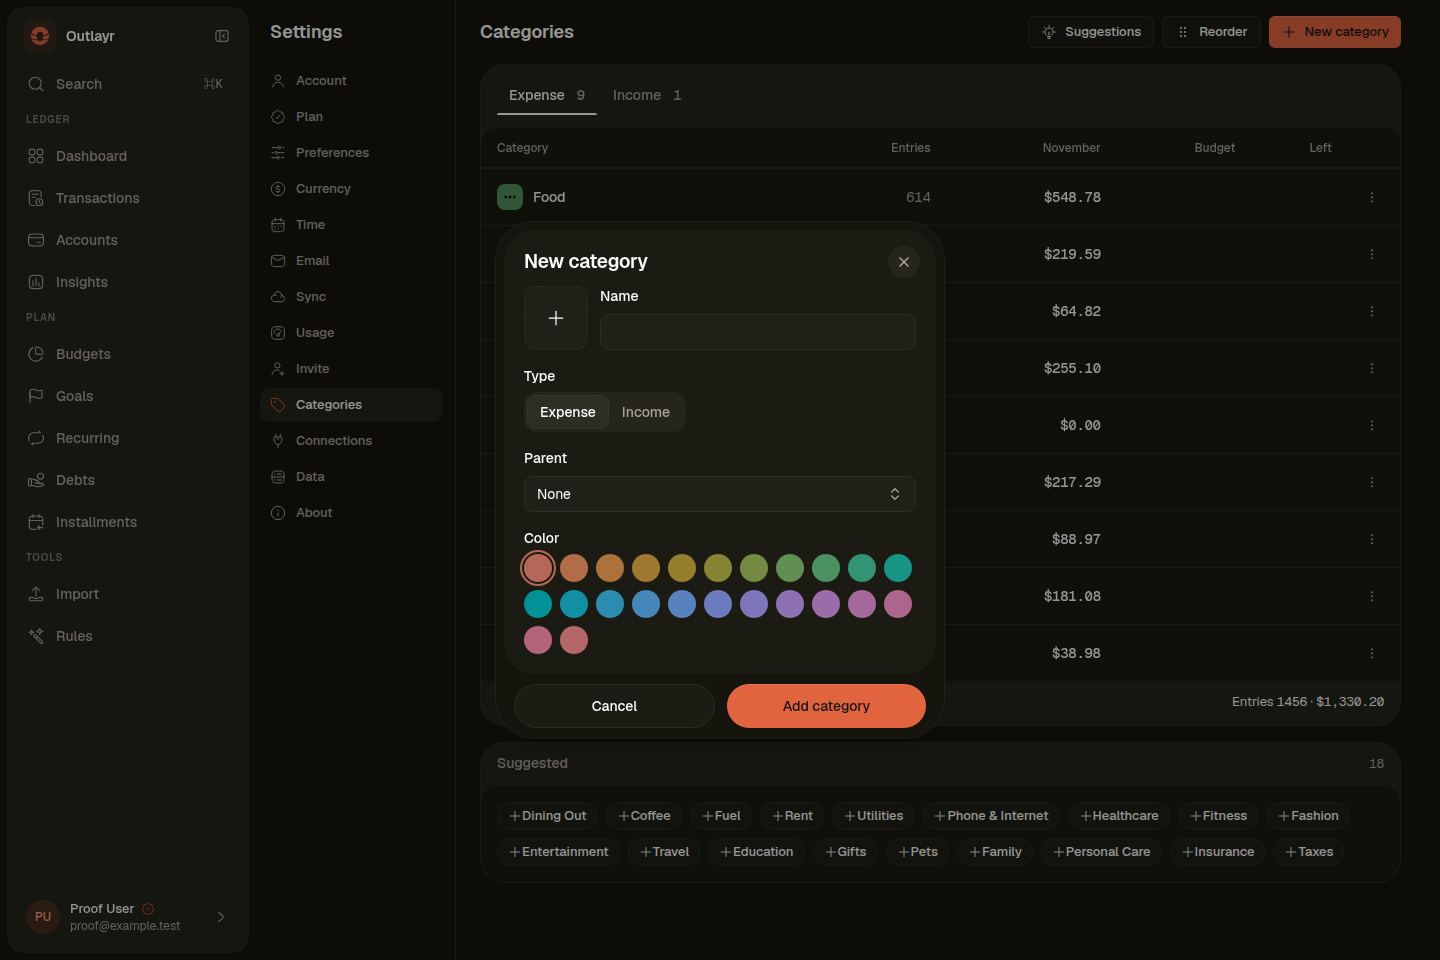 Outlayr
Search
⌘K
LEDGER
Dashboard
Transactions
Accounts
Insights
PLAN
Budgets
Goals
Recurring
Debts
Installments
TOOLS
Import
Rules
PU
Proof User
proof@example.test
Settings
Account
Plan
Preferences
Currency
Time
Email
Sync
Usage
Invite
Categories
Connections
Data
About
Categories
Suggestions
Reorder
New category
Expense 9
Income 1
Category Entries November Budget Left
Food 614 $548.78
$219.59
$64.82
$255.10
$0.00
$217.29
$88.97
$181.08
$38.98
Entries 1456 · $1,330.20
New category
Name
Type
Expense Income
Parent
None
Color
Cancel
Add category
Suggested 18
Dining Out Coffee Fuel Rent Utilities Phone & Internet Healthcare Fitness Fashion
Entertainment Travel Education Gifts Pets Family Personal Care Insurance Taxes